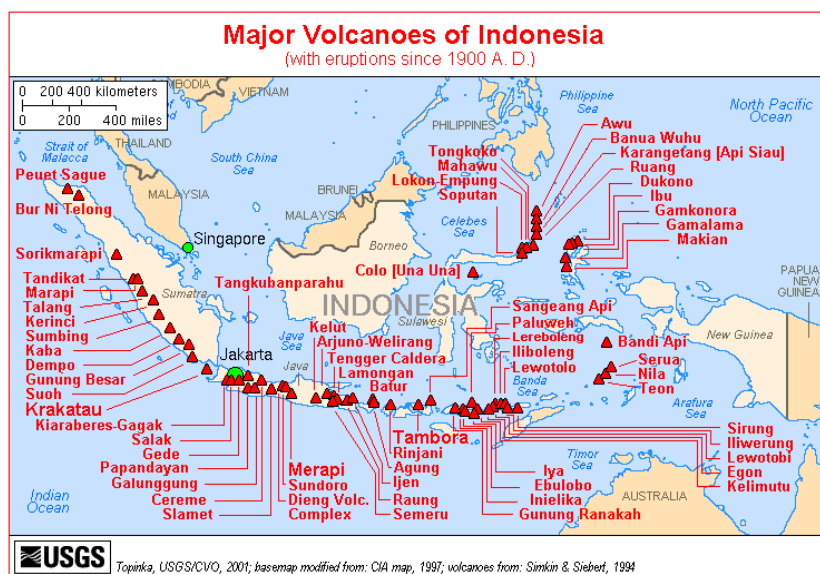 Major Volcanoes of Indonesia
(with eruptions since 1900 A. D.)
0 200 400 kilometers
0 200 400 miles
CAMBODIA
VIETNAM
THAILAND
Strait of
Malacca
South China
Sea
MALAYSIA
BRUNEI
MALAYSIA
PHILIPPINES
Philippine
Sea
North Pacific
Ocean
Celebes
Sea
Borneo
Singapore
Sumatra
INDONESIA
Sulawesi
Java
Sea
Jakarta
Java
Banda
Sea
New Guinea
PAPUA
NEW
GUINEA
Arafura
Sea
Timor
Sea
AUSTRALIA
Indian
Ocean
Peuet Sague
Bur Ni Telong
Sorikmarapi
Tandikat
Marapi
Talang
Kerinci
Sumbing
Kaba
Dempo
Gunung Besar
Suoh
Krakatau
Kiaraberes-Gagak
Salak
Gede
Papandayan
Galunggung
Cereme
Slamet
Tangkubanparahu
Merapi
Sundoro
Dieng Volc.
Complex
Kelut
Arjuno-Welirang
Tengger Caldera
Lamongan
Batur
Tambora
Rinjani
Agung
Ijen
Raung
Semeru
Tongkoko
Mahawu
Lokon-Empung
Soputan
Colo [Una Una]
Awu
Banua Wuhu
Karangetang [Api Siau]
Ruang
Dukono
Ibu
Gamkonora
Gamalama
Makian
Sangeang Api
Paluweh
Lereboleng
Iliboleng
Lewotolo
Bandi Api
Serua
Nila
Teon
Sirung
Iliwerung
Lewotobi
Egon
Kelimutu
Iya
Ebulobo
Inielika
Gunung Ranakah
USGS
Topinka, USGS/CVO, 2001; basemap modified from: CIA map, 1997; volcanoes from: Simkin & Siebert, 1994